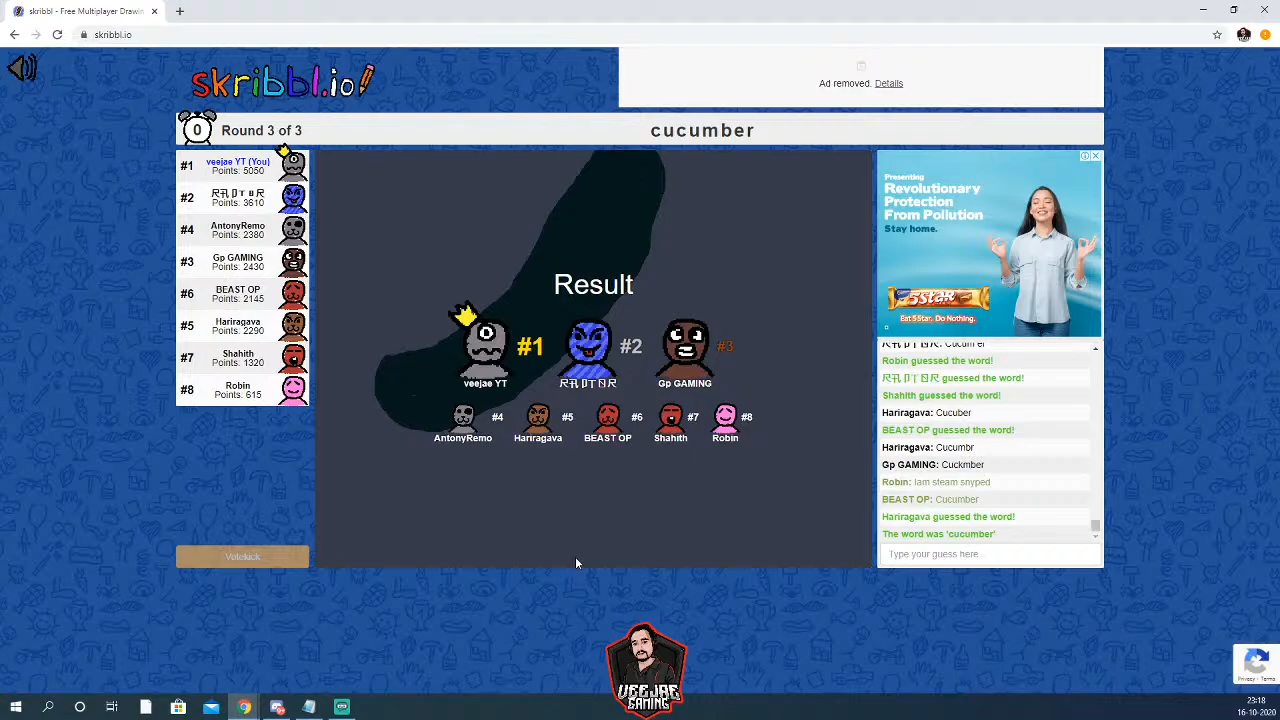 skribbl - Free Multiplayer Drawin
skribbl.io
skribbl.io
Ad removed. Details
0
Round 3 of 3
cucumber
#1
veejae YT (You)
Points: 5050
#2
Points: 3610
#4
AntonyRemo
Points: 2380
#3
Gp GAMING
Points: 2430
#6
BEAST OP
Points: 2145
#5
Hariragava
Points: 2290
#7
Shahith
Points: 1320
#8
Robin
Points: 615
Votekick
Result
#1
#2
#3
veejae YT
Gp GAMING
#4
#5
#6
#7
#8
AntonyRemo
Hariragava
BEAST OP
Shahith
Robin
Presenting
Revolutionary
Protection
From Pollution
Stay home.
5Star
Eat 5Star. Do Nothing.
Robin guessed the word!
guessed the word!
Shahith guessed the word!
Hariragava: Cucuber
BEAST OP guessed the word!
Hariragava: Cucumbr
Gp GAMING: Cuckmber
Robin: Iam steam snyped
BEAST OP: Cucumber
Hariragava guessed the word!
The word was 'cucumber'
Type your guess here...
VEEJAE
GAMING
Privacy - Terms
23:18
16-10-2020